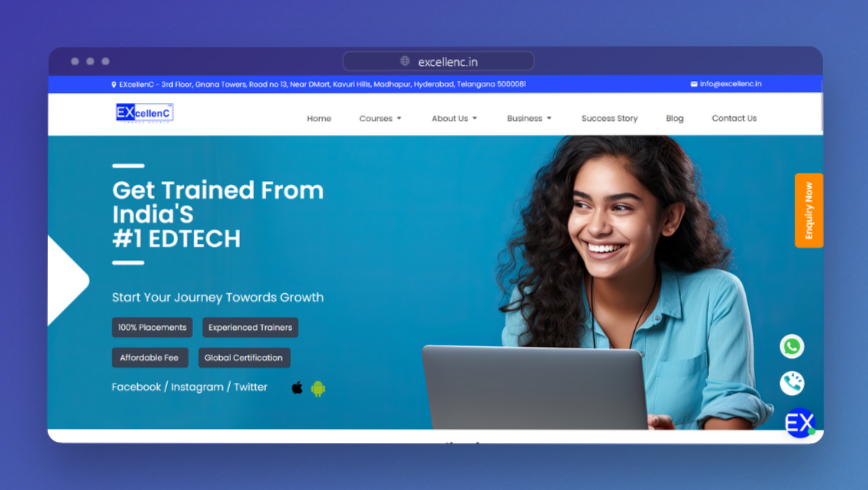 excellenc.in
EXcellenC - 3rd Floor, Gnana Towers, Road no 13, Near DMart, Kavuri Hills, Madhapur, Hyderabad, Telangana 5000081
info@excellenc.in
EXcellenC
Home
Courses
About Us
Business
Success Story
Blog
Contact Us
Get Trained From
India'S
#1 EDTECH
Enquiry Now
Start Your Journey Towards Growth
100% Placements
Experienced Trainers
Affordable Fee
Global Certification
Facebook / Instagram / Twitter
EX